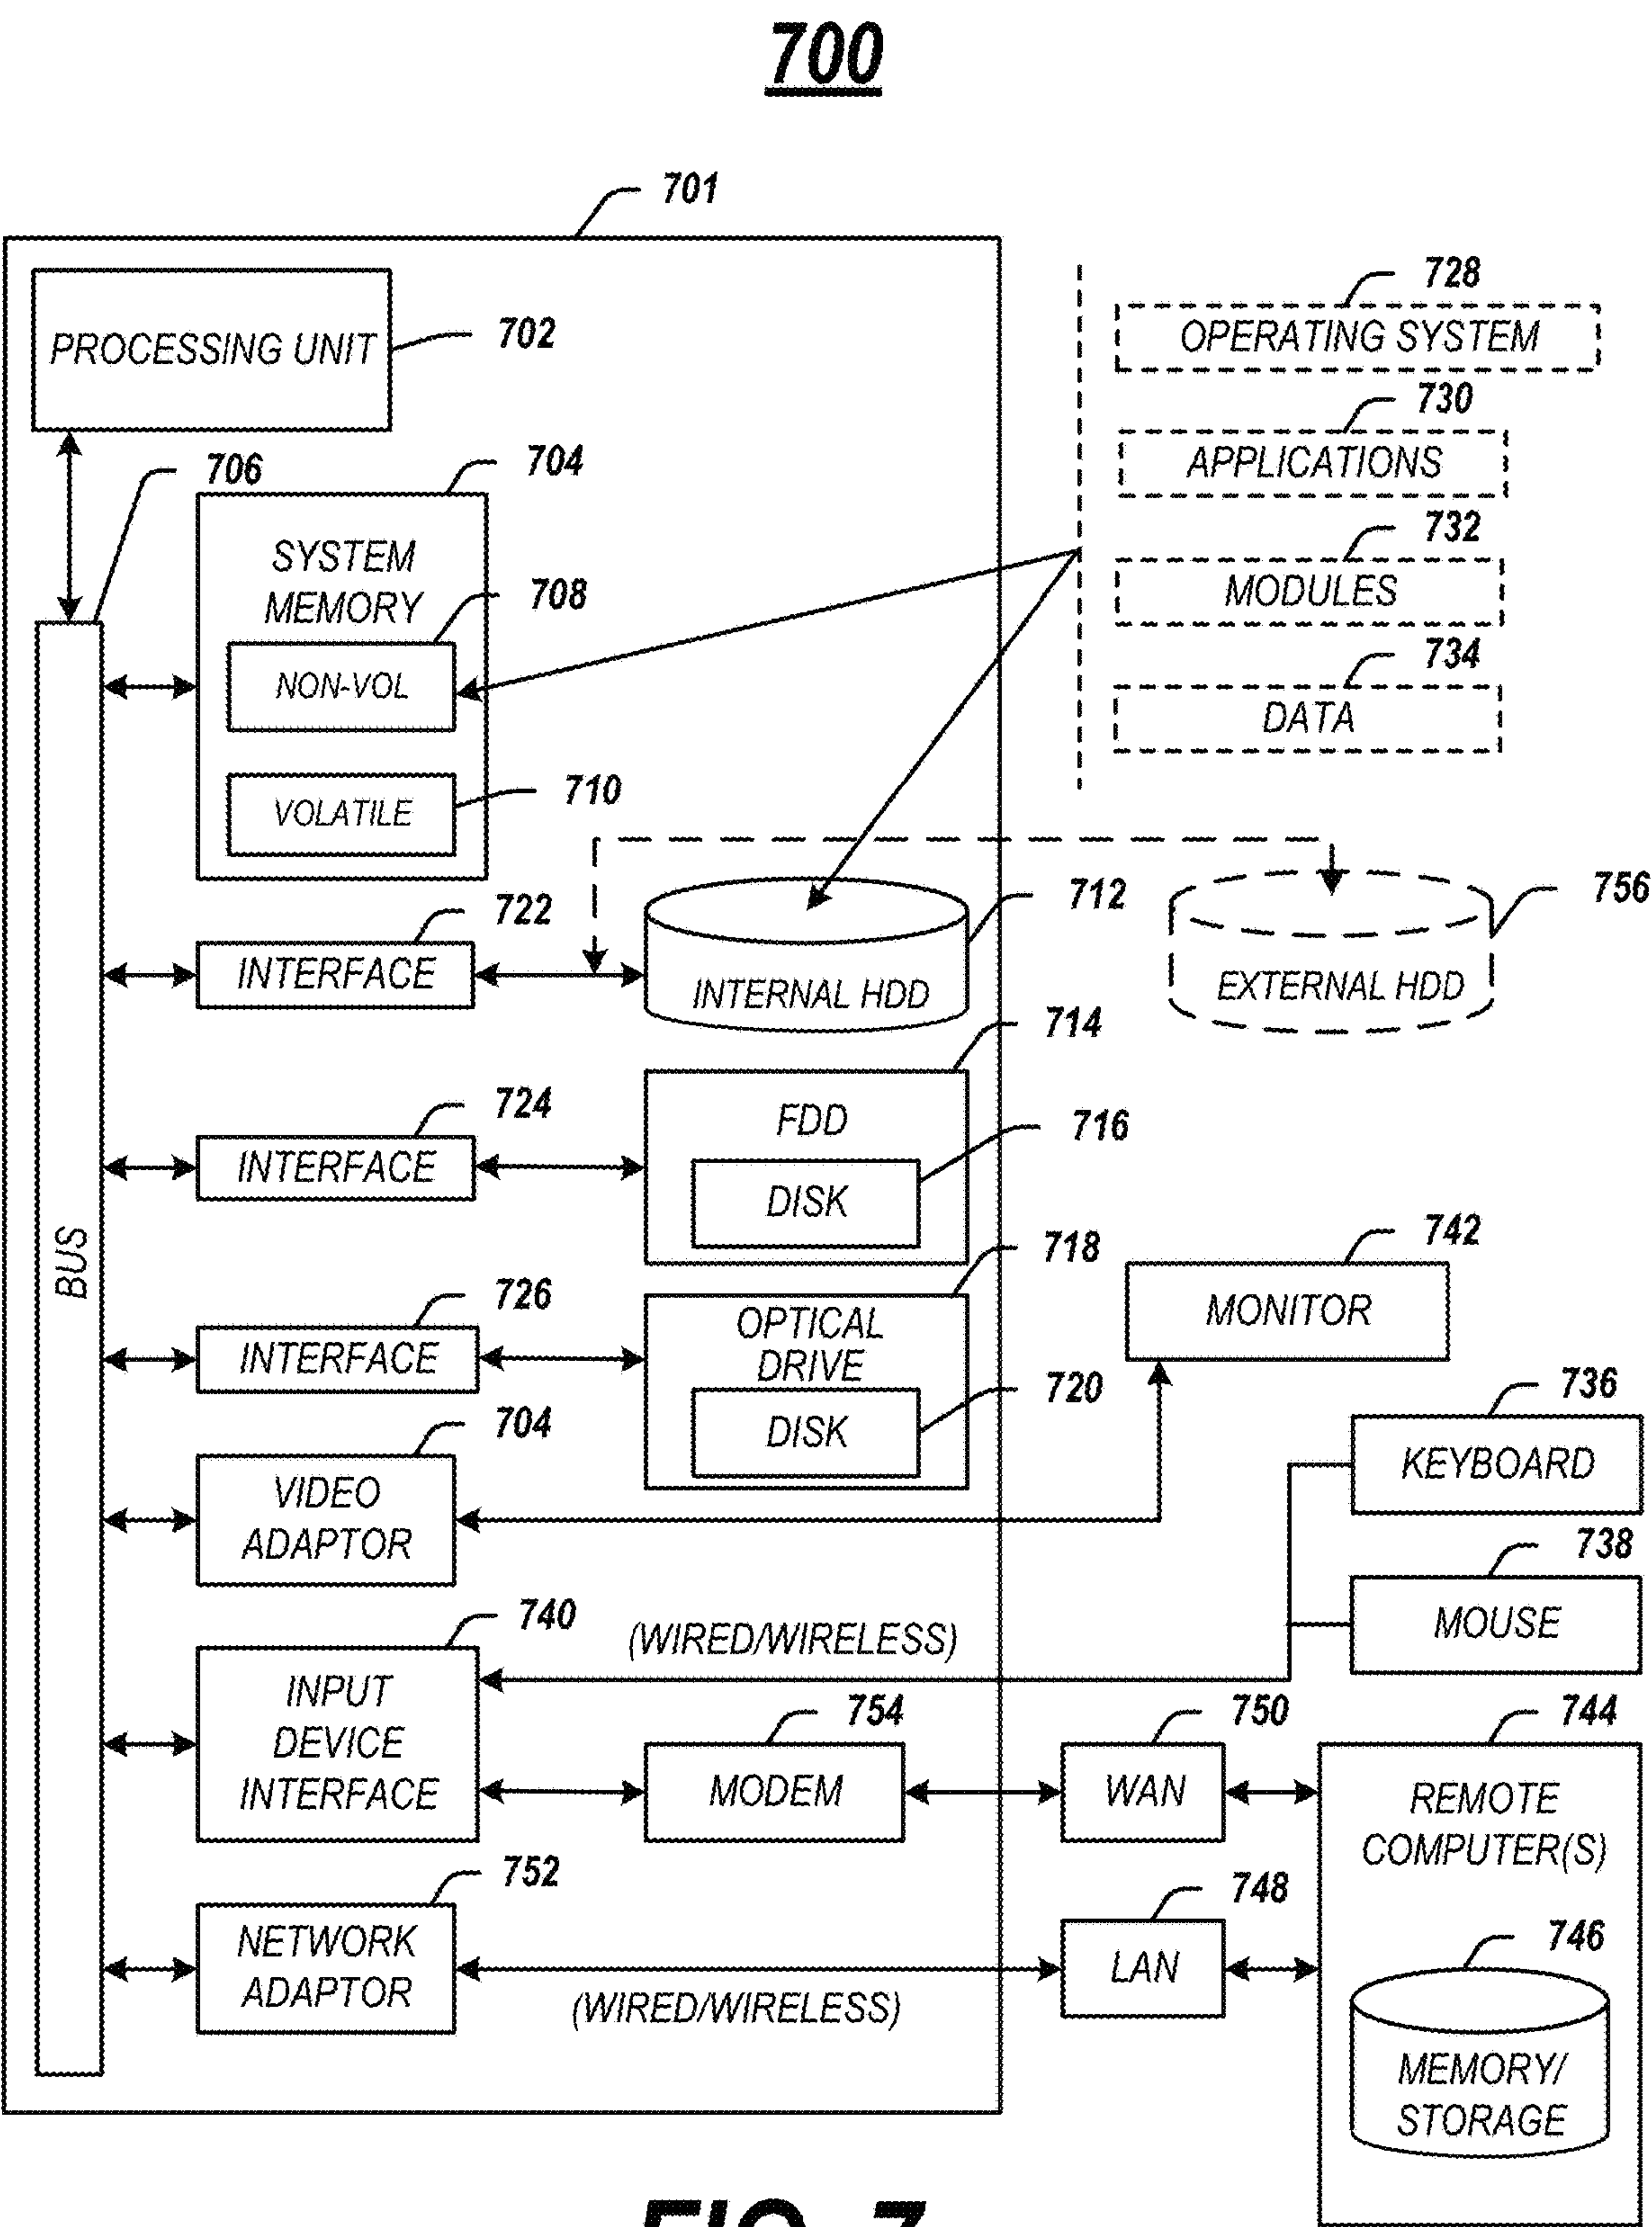 700
701
PROCESSING UNIT
702
728
OPERATING SYSTEM
730
APPLICATIONS
732
MODULES
734
DATA
706
704
SYSTEM
MEMORY
708
NON-VOL
710
VOLATILE
722
INTERFACE
712
INTERNAL HDD
756
EXTERNAL HDD
714
724
INTERFACE
FDD
716
DISK
BUS
718
726
INTERFACE
OPTICAL
DRIVE
720
DISK
742
MONITOR
704
VIDEO
ADAPTOR
736
KEYBOARD
738
MOUSE
740
(WIRED/WIRELESS)
INPUT
DEVICE
INTERFACE
754
MODEM
750
WAN
744
REMOTE
COMPUTER(S)
752
NETWORK
ADAPTOR
(WIRED/WIRELESS)
748
LAN
746
MEMORY/
STORAGE
FIG. 7